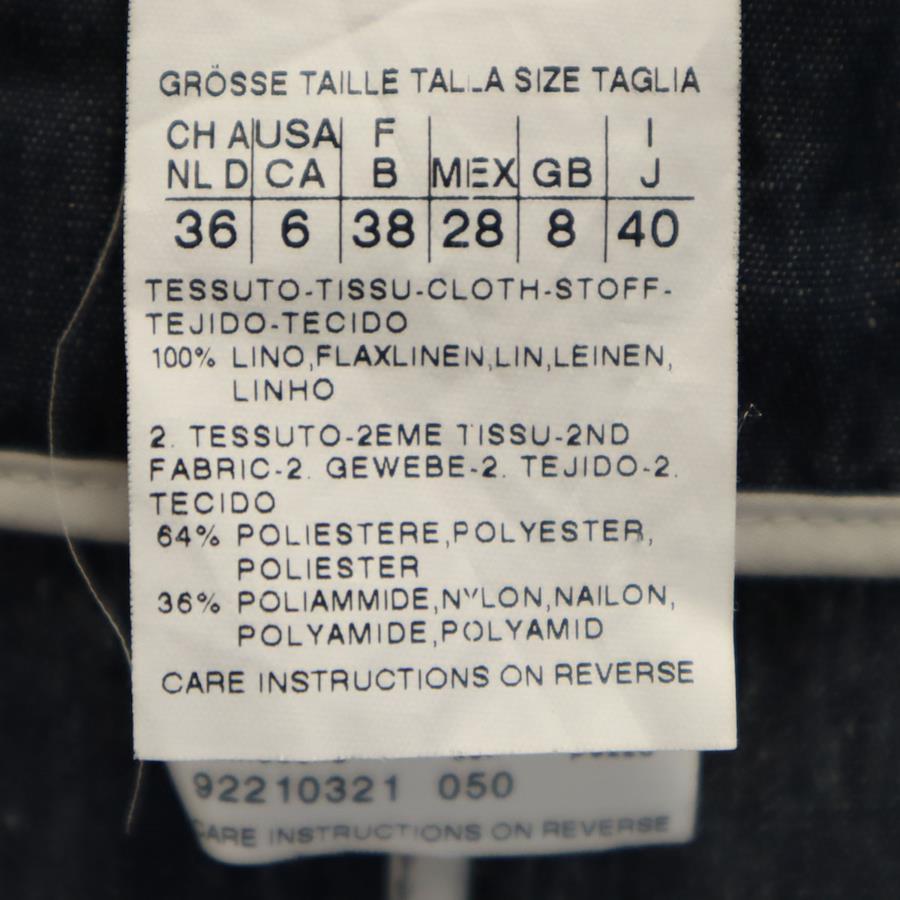 GRÖSSE TAILLE TALLA SIZE TAGLIA
CH A USA F I
NL D CA B MEX GB J
36 6 38 28 8 40
TESSUTO-TISSU-CLOTH-STOFF-
TEJIDO-TECIDO
100% LINO,FLAXLINEN,LIN,LEINEN,
LINHO
2. TESSUTO-2EME TISSU-2ND
FABRIC-2. GEWEBE-2. TEJIDO-2.
TECIDO
64% POLIESTERE,POLYESTER,
POLIESTER
36% POLIAMMIDE,NYLON,NAILON,
POLYAMIDE,POLYAMID
CARE INSTRUCTIONS ON REVERSE
92210321 050
CARE INSTRUCTIONS ON REVERSE